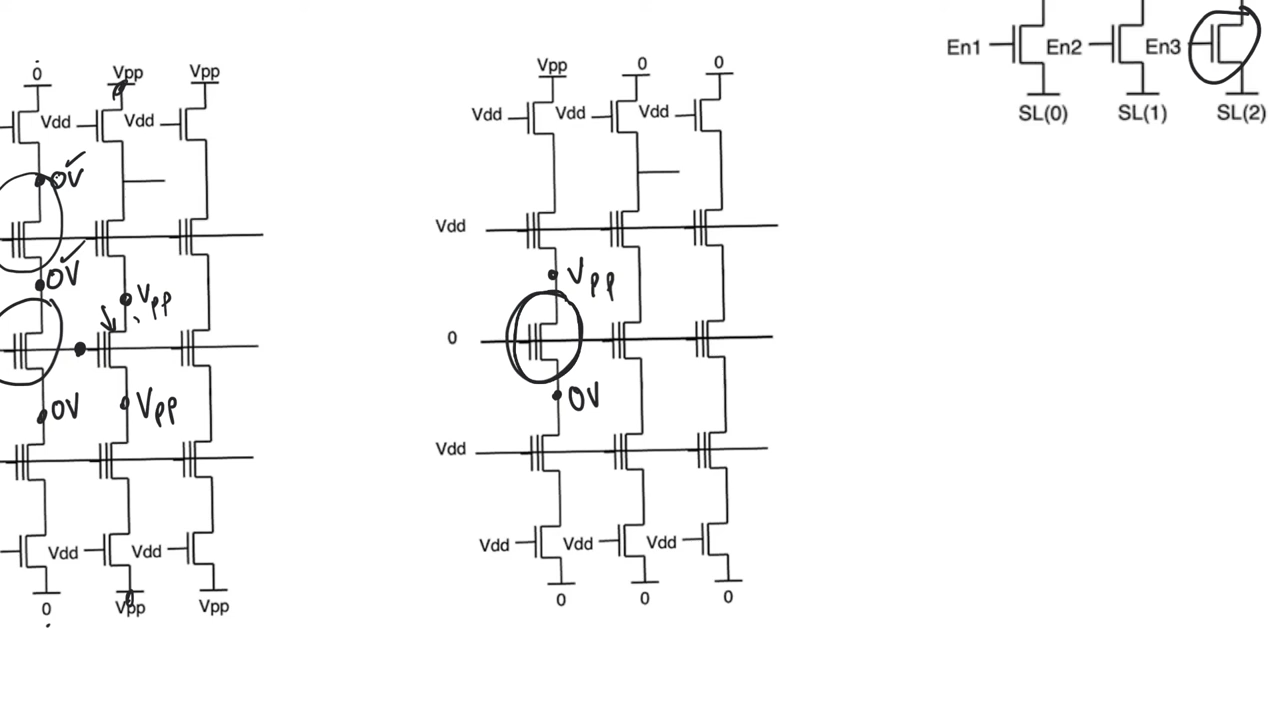 En1 En2 En3
SL(0) SL(1) SL(2)
0 Vpp Vpp
Vdd Vdd
0V
0V
Vpp
0V Vpp
Vdd Vdd
0 Vpp Vpp
Vpp 0 0
Vdd Vdd Vdd
Vdd
Vpp
0
0V
Vdd
Vdd Vdd Vdd
0 0 0